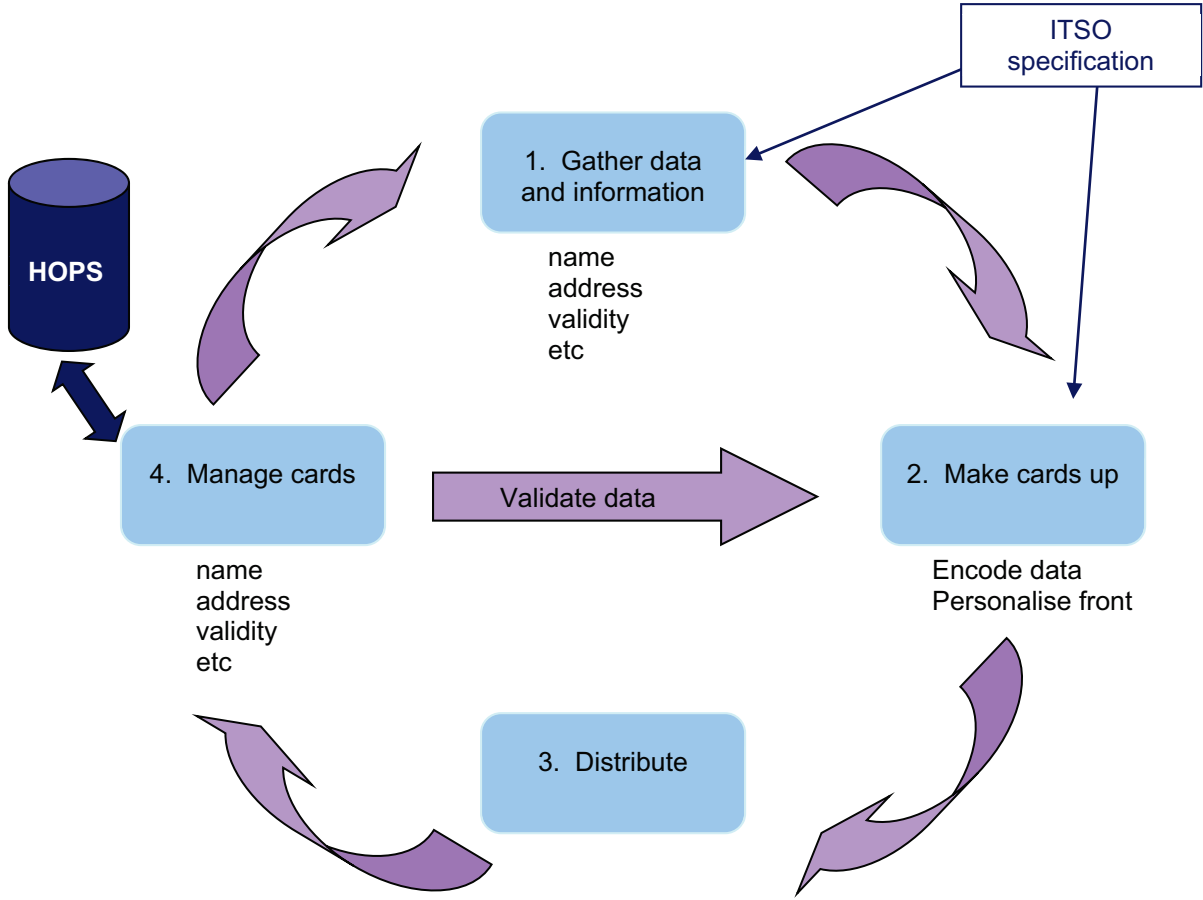 ITSO
specification
1. Gather data
and information
name
address
validity
etc
HOPS
4. Manage cards
Validate data
2. Make cards up
name
address
validity
etc
Encode data
Personalise front
3. Distribute